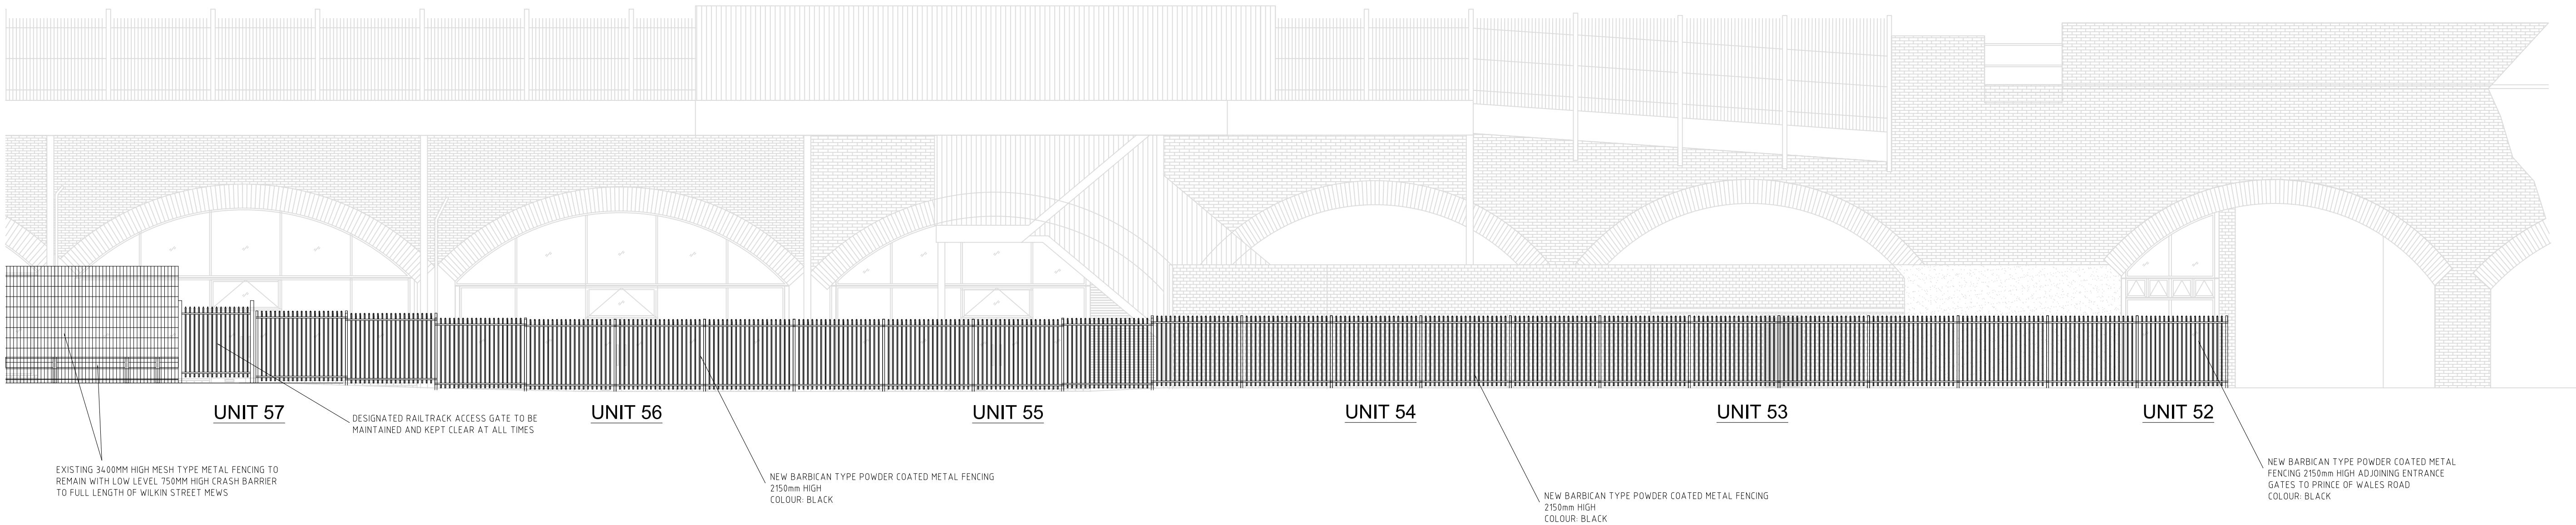 UNIT 57
UNIT 56
UNIT 55
UNIT 54
UNIT 53
UNIT 52
DESIGNATED RAILTRACK ACCESS GATE TO BE
MAINTAINED AND KEPT CLEAR AT ALL TIMES
EXISTING 3400MM HIGH MESH TYPE METAL FENCING TO
REMAIN WITH LOW LEVEL 750MM HIGH CRASH BARRIER
TO FULL LENGTH OF WILKIN STREET MEWS
NEW BARBICAN TYPE POWDER COATED METAL FENCING
2150mm HIGH
COLOUR: BLACK
NEW BARBICAN TYPE POWDER COATED METAL FENCING
2150mm HIGH
COLOUR: BLACK
NEW BARBICAN TYPE POWDER COATED METAL
FENCING 2150mm HIGH ADJOINING ENTRANCE
GATES TO PRINCE OF WALES ROAD
COLOUR: BLACK